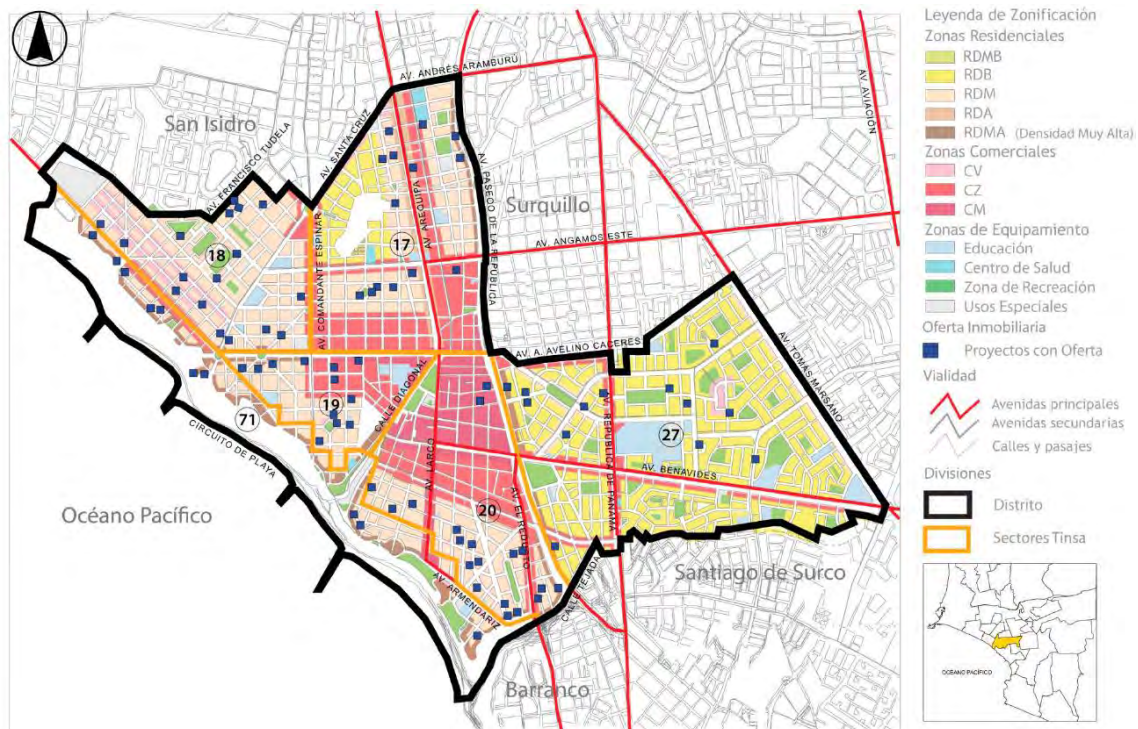 San Isidro
AV. FRANCISCO TUDELA
AV. SANTA CRUZ
AV. ANDRÉS ARAMBURÚ
AV. AVIACIÓN
AV. AREQUIPA
AV. PASEO DE LA REPUBLICA
Surquillo
AV. ANGAMOS ESTE
17
18
AV. COMANDANTE ESPINAR
AV. A. AVELINO CACERES
AV. TOMÁS MARSANO
CALLE DIAGONAL
19
71
CIRCUITO DE PLAYA
27
AV. REPUBLICA DE PANAMÁ
AV. BENAVIDES
AV. LARCO
20
AV. EL REDUCTO
Océano Pacífico
AV. ARMENDARIZ
CALLE TEJADA
Santiago de Surco
Barranco
Leyenda de Zonificación
Zonas Residenciales
RDMB
RDB
RDM
RDA
RDMA (Densidad Muy Alta)
Zonas Comerciales
CV
CZ
CM
Zonas de Equipamiento
Educación
Centro de Salud
Zona de Recreación
Usos Especiales
Oferta Inmobiliaria
Proyectos con Oferta
Vialidad
Avenidas principales
Avenidas secundarias
Calles y pasajes
Divisiones
Distrito
Sectores Tinsa
OCÉANO PACÍFICO